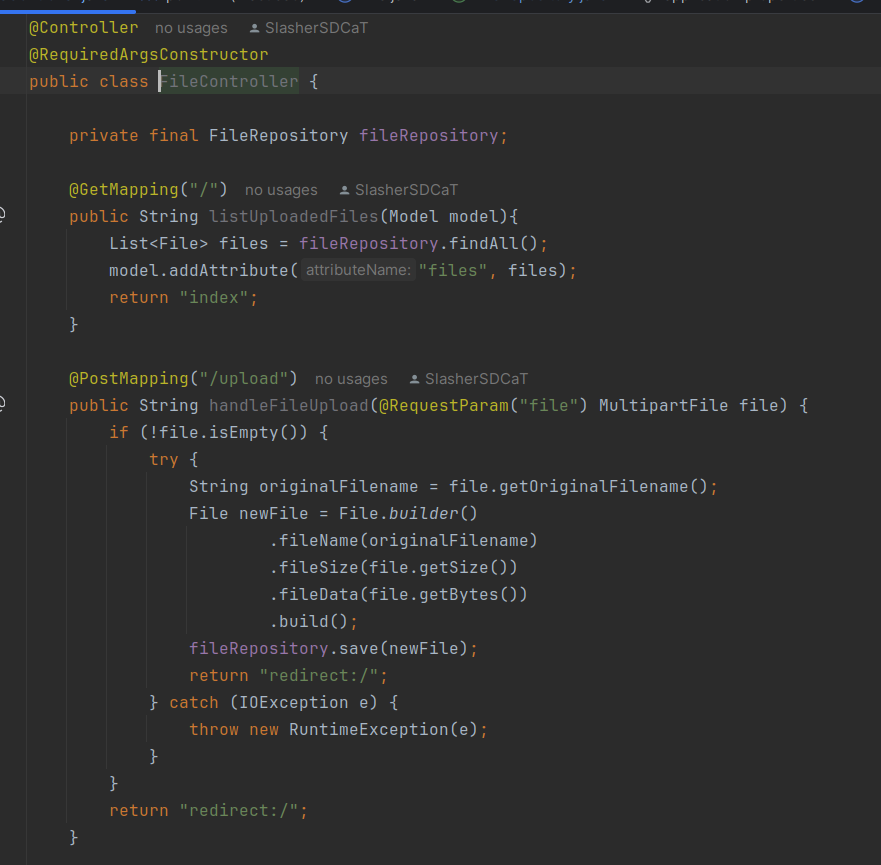 @Controller no usages SlasherSDCaT
@RequiredArgsConstructor
public class FileController {
private final FileRepository fileRepository;
@GetMapping("/") no usages SlasherSDCaT
public String listUploadedFiles(Model model){
List<File> files = fileRepository.findAll();
model.addAttribute( attributeName: "files", files);
return "index";
}
@PostMapping("/upload") no usages SlasherSDCaT
public String handleFileUpload(@RequestParam("file") MultipartFile file) {
if (!file.isEmpty()) {
try {
String originalFilename = file.getOriginalFilename();
File newFile = File.builder()
.fileName(originalFilename)
.fileSize(file.getSize())
.fileData(file.getBytes())
.build();
fileRepository.save(newFile);
return "redirect:/";
} catch (IOException e) {
throw new RuntimeException(e);
}
}
return "redirect:/";
}